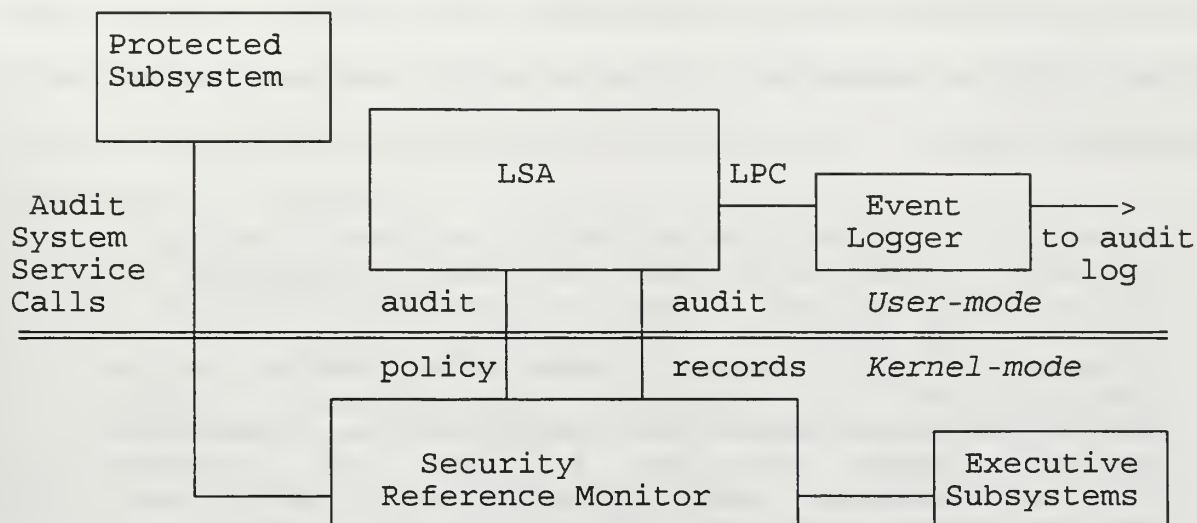 Protected
Subsystem
LSA
LPC
Event
Logger
>
to audit
log
Audit
System
Service
Calls
audit
audit
User-mode
policy
records
Kernel-mode
Security
Reference Monitor
Executive
Subsystems